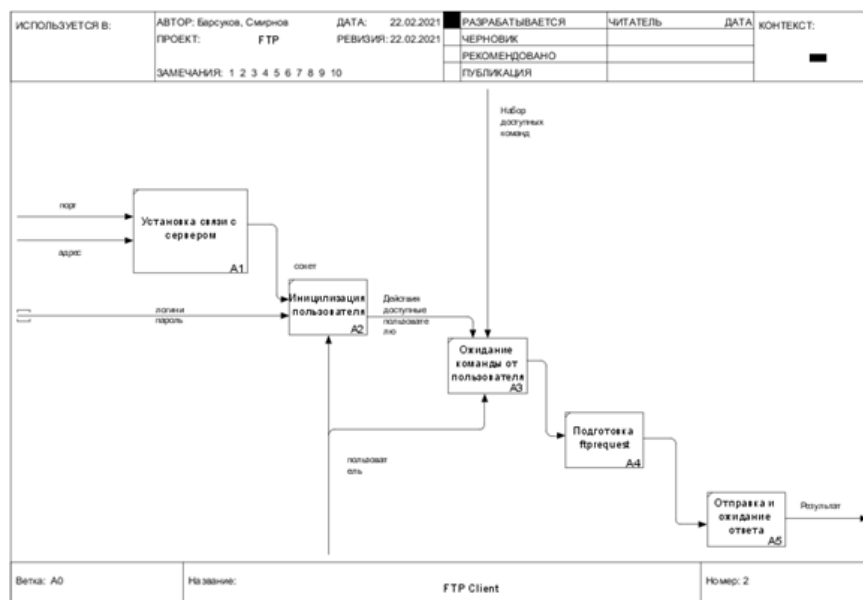 ИСПОЛЬЗУЕТСЯ В:
АВТОР: Барсуков, Смирнов
ДАТА: 22.02.2021
ПРОЕКТ: FTP
РЕВИЗИЯ: 22.02.2021
ЗАМЕЧАНИЯ: 1 2 3 4 5 6 7 8 9 10
РАЗРАБАТЫВАЕТСЯ
ЧЕРНОВИК
РЕКОМЕНДОВАНО
ПУБЛИКАЦИЯ
ЧИТАТЕЛЬ ДАТА
КОНТЕКСТ:
Набор
доступных
команд
порт
адрес
Установка связи с
сервером
A1
сокет
логин и
пароль
Иницилизация
пользователя
A2
Действия
доступные
пользовате
лю
Ожидание
команды от
пользователя
A3
пользоват
ель
Подготовка
ftprequest
A4
Отправка и
ожидание
ответа
A5
Результат
Ветка: A0
Название:
FTP Client
Номер: 2